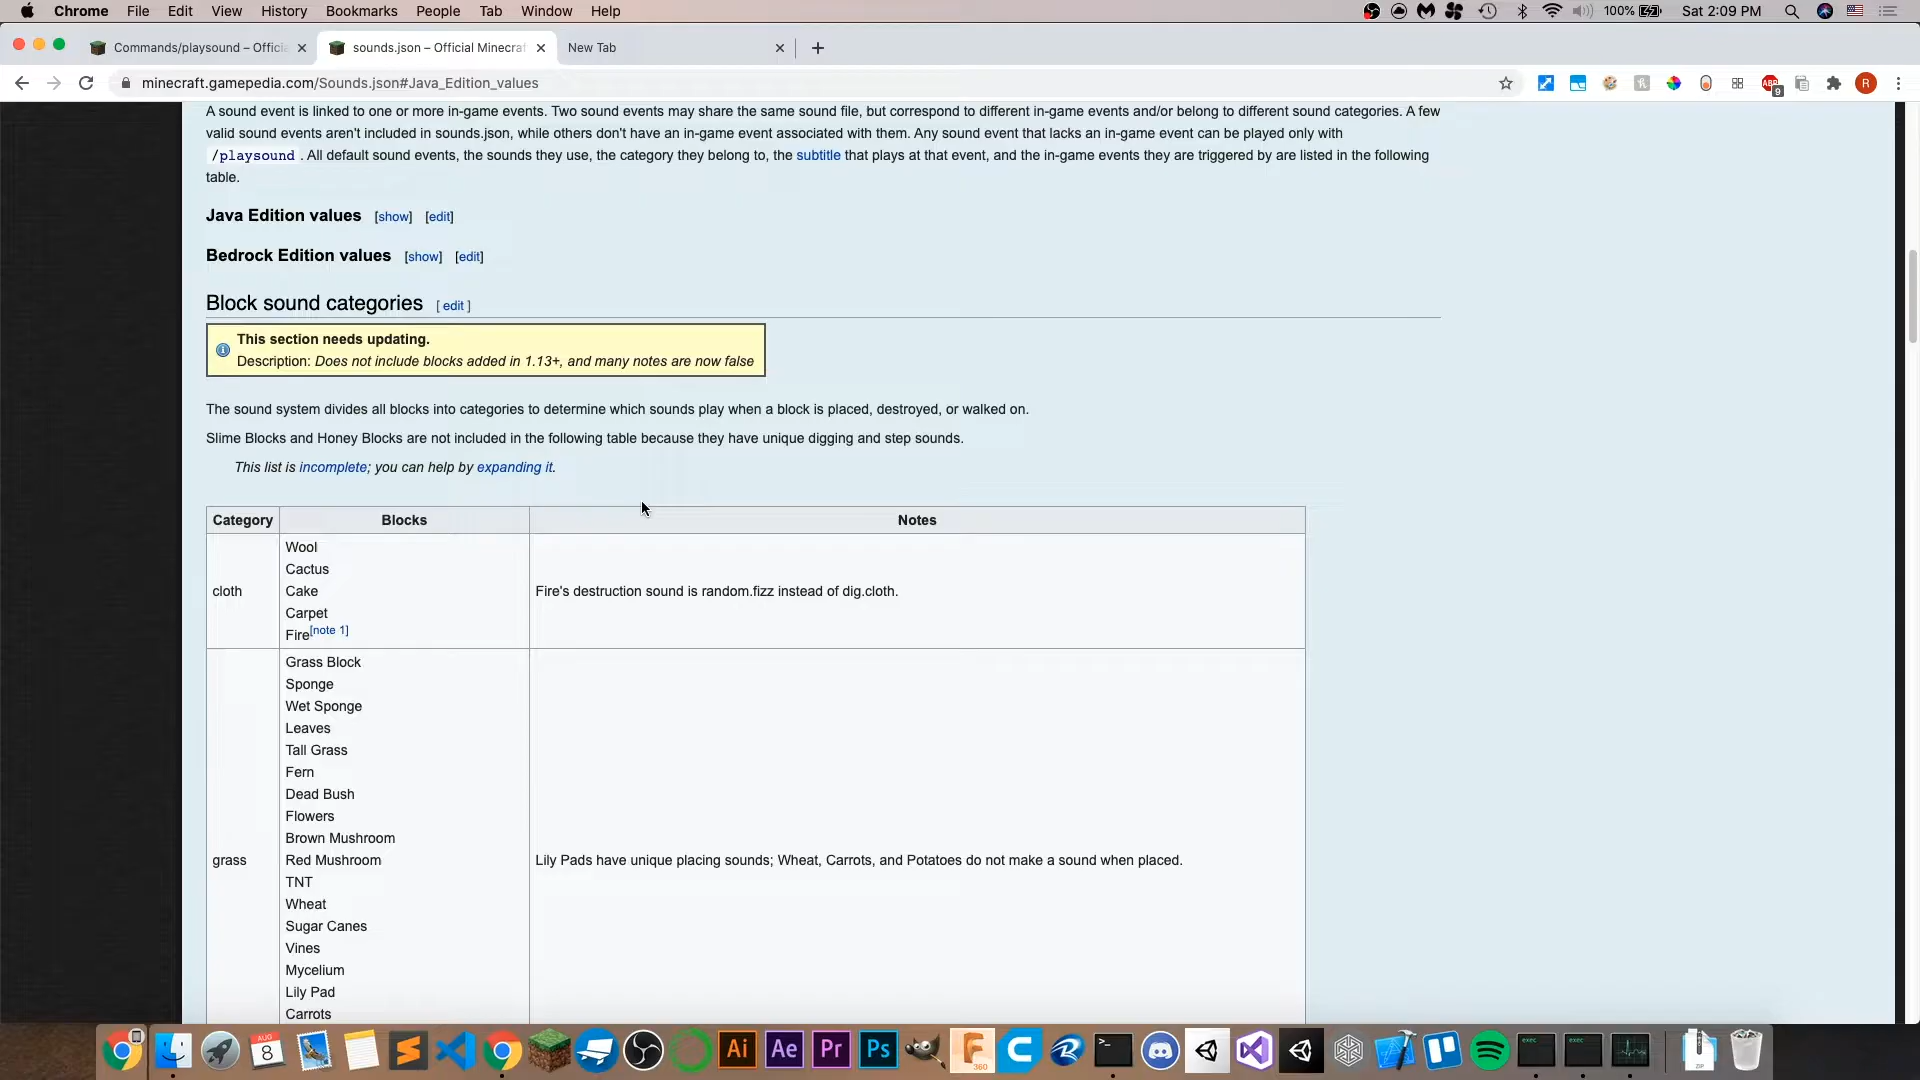 Chrome File Edit View History Bookmarks People Tab Window Help 100% Sat 2:09 PM
Commands/playsound – Officia sounds.json – Official Minecraf New Tab
minecraft.gamepedia.com/Sounds.json#Java_Edition_values ABP 9 R
A sound event is linked to one or more in-game events. Two sound events may share the same sound file, but correspond to different in-game events and/or belong to different sound categories. A few
valid sound events aren't included in sounds.json, while others don't have an in-game event associated with them. Any sound event that lacks an in-game event can be played only with
/playsound . All default sound events, the sounds they use, the category they belong to, the subtitle that plays at that event, and the in-game events they are triggered by are listed in the following
table.
Java Edition values [show] [edit]
Bedrock Edition values [show] [edit]
Block sound categories [ edit ]
This section needs updating.
Description: Does not include blocks added in 1.13+, and many notes are now false
The sound system divides all blocks into categories to determine which sounds play when a block is placed, destroyed, or walked on.
Slime Blocks and Honey Blocks are not included in the following table because they have unique digging and step sounds.
This list is incomplete; you can help by expanding it.
Category Blocks Notes
Wool
Cactus
cloth Cake Fire's destruction sound is random.fizz instead of dig.cloth.
Carpet
Fire[note 1]
Grass Block
Sponge
Wet Sponge
Leaves
Tall Grass
Fern
Dead Bush
Flowers
Brown Mushroom
grass Red Mushroom Lily Pads have unique placing sounds; Wheat, Carrots, and Potatoes do not make a sound when placed.
TNT
Wheat
Sugar Canes
Vines
Mycelium
Lily Pad
Carrots
AUG 8 Ai Ae Pr Ps F 360 C exec exec ZIP